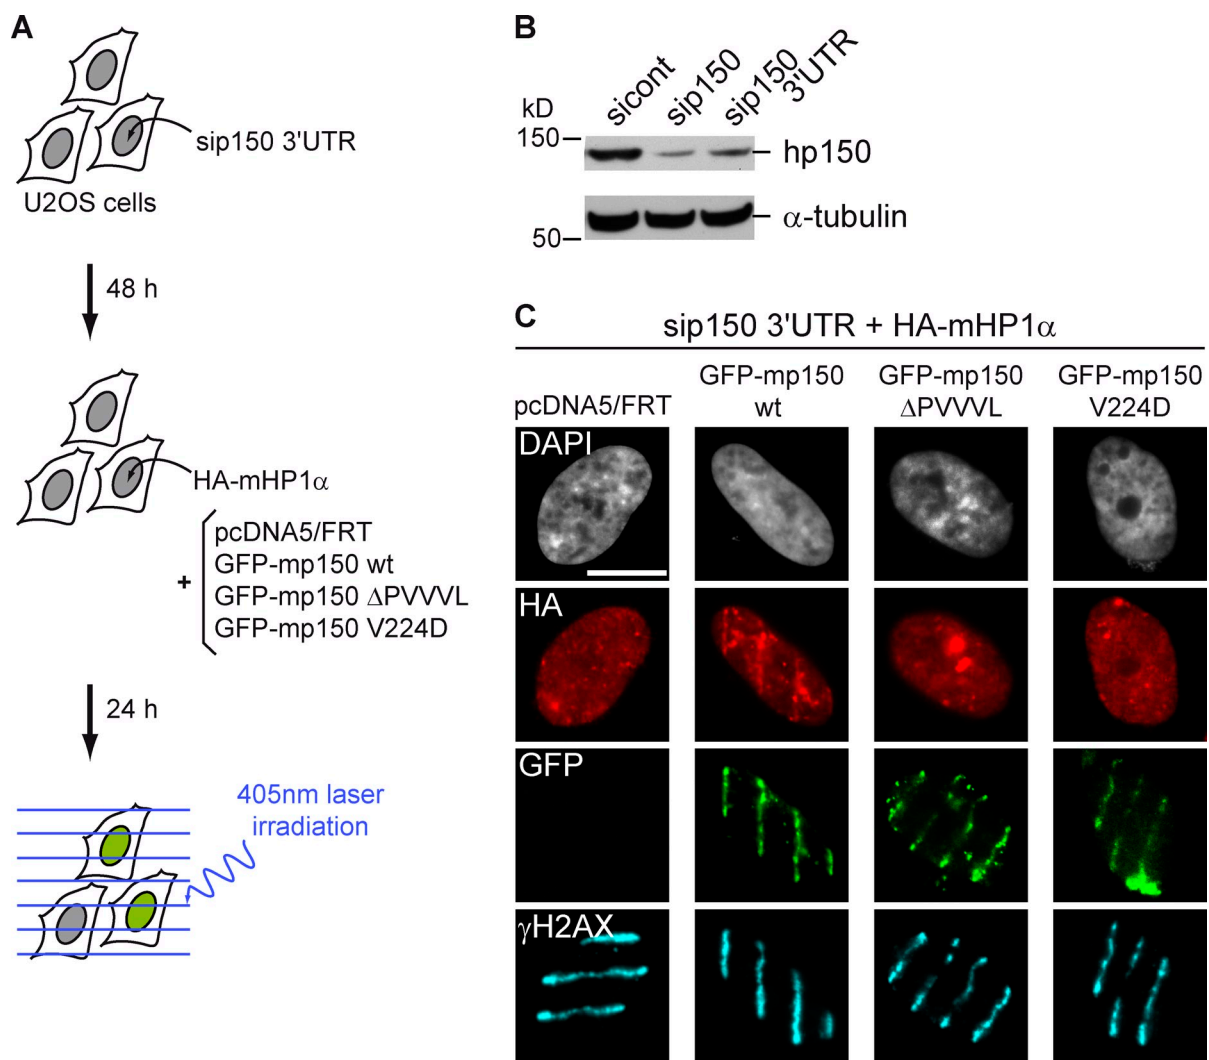 A
sip150 3'UTR
U2OS cells
48 h
HA-mHP1α
+
pcDNA5/FRT
GFP-mp150 wt
GFP-mp150 ΔPVVVL
GFP-mp150 V224D
24 h
405nm laser
irradiation
B
kD
sicont
sip150
sip150
3'UTR
150
hp150
50
α-tubulin
C
sip150 3'UTR + HA-mHP1α
pcDNA5/FRT
GFP-mp150
wt
GFP-mp150
ΔPVVVL
GFP-mp150
V224D
DAPI
HA
GFP
γH2AX